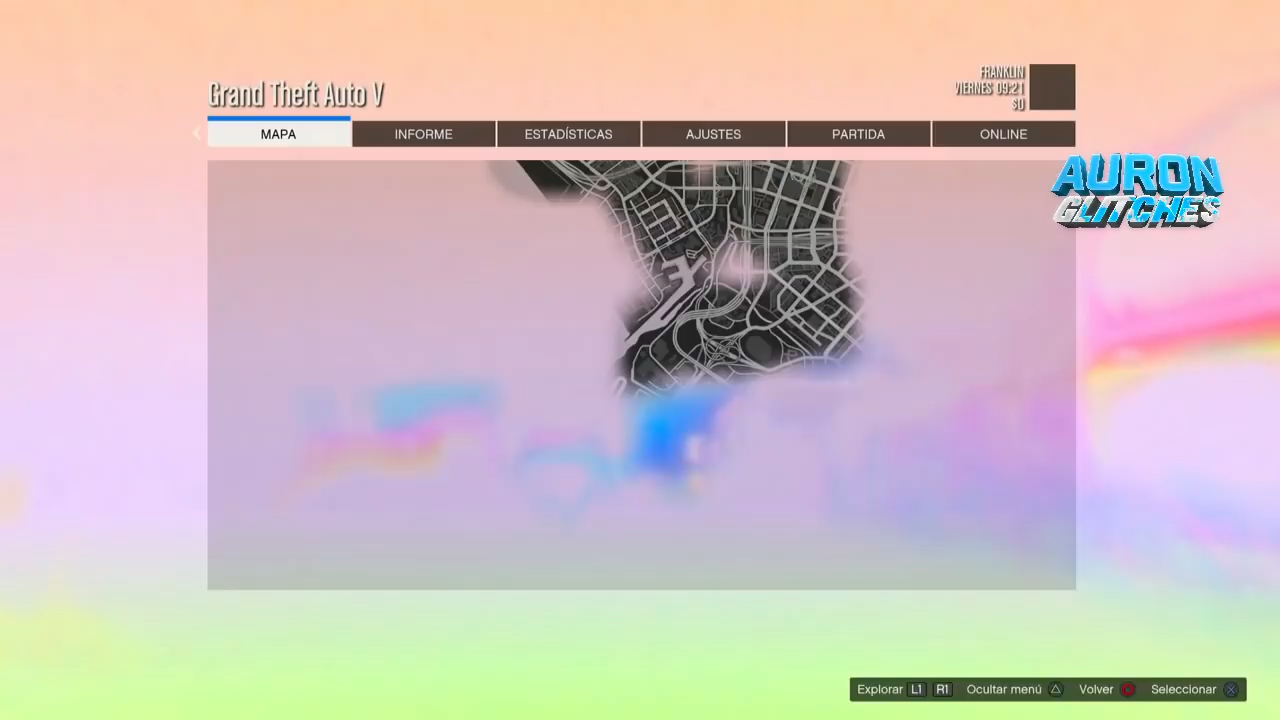 Grand Theft Auto V
FRANKLIN
VIERNES 09:21
$0
MAPA
INFORME
ESTADÍSTICAS
AJUSTES
PARTIDA
ONLINE
AURON
GLITCHES
Explorar L1 R1 Ocultar menú Volver Seleccionar